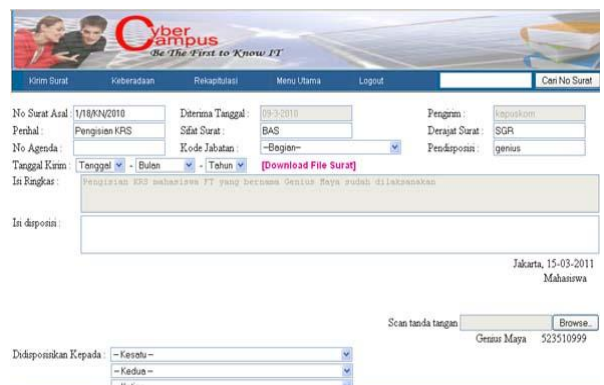 Cyber
Campus
Be The First to Know IT
Kirim Surat Keberadaan Rekapitulasi Menu Utama Logout Cari No Surat
No Surat Asal : 1/18/KN/2010 Diterima Tanggal : 09-3-2010 Pengirim : kapuskom
Perihal : Pengisian KRS Sifat Surat : BAS Derajat Surat : SGR
No Agenda : Kode Jabatan : --Bagian-- Pendisposisi : genius
Tanggal Kirim : Tanggal - Bulan - Tahun [Download File Surat]
Isi Ringkas : Pengisian KRS mahasiswa FT yang bernama Genius Maya sudah dilaksanakan
Isi disposisi :
Jakarta, 15-03-2011
Mahasiswa
Scan tanda tangan Browse..
Genius Maya 523510999
Didisposisikan Kepada : -- Kesatu --
-- Kedua --